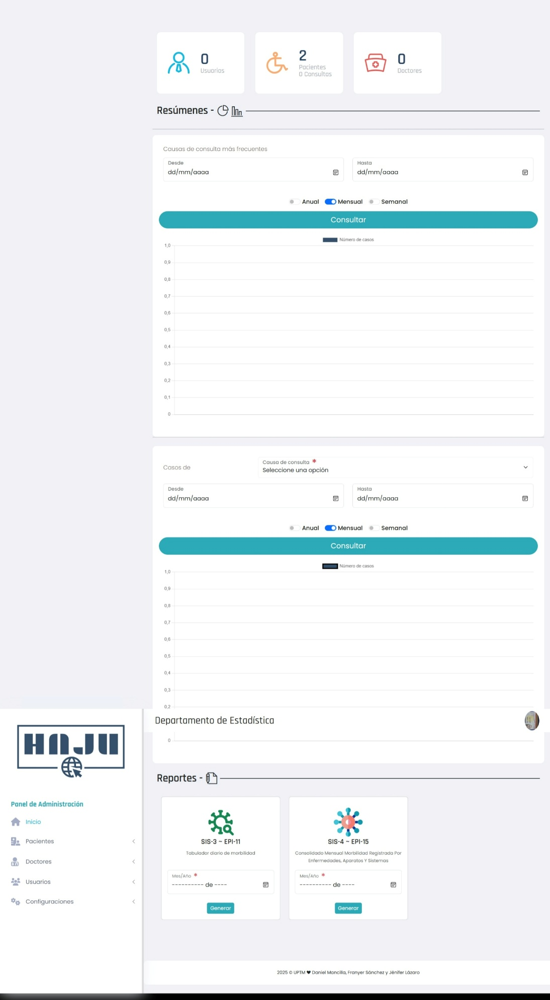 0
Usuarios
2
Pacientes
0 Consultas
0
Doctores
Resúmenes -
Causas de consulta más frecuentes
Desde
dd/mm/aaaa
Hasta
dd/mm/aaaa
Anual Mensual Semanal
Consultar
Número de casos
1,0
0,9
0,8
0,7
0,6
0,5
0,4
0,3
0,2
0,1
0
Casos de
Causa de consulta *
Seleccione una opción
Desde
dd/mm/aaaa
Hasta
dd/mm/aaaa
Anual Mensual Semanal
Consultar
Número de casos
1,0
0,9
0,8
0,7
0,6
0,5
0,4
0,3
0,2
Departamento de Estadística
0
HNJU
Panel de Administración
Inicio
Pacientes
Doctores
Usuarios
Configuraciones
Reportes -
SIS-3 ~ EPI-11
Tabulador diario de morbilidad
Mes/Año *
---------- de ----
Generar
SIS-4 ~ EPI-15
Consolidado Mensual Morbilidad Registrada Por
Enfermedades, Aparatos Y Sistemas
Mes/Año *
---------- de ----
Generar
2025 © UPTM ♥ Daniel Mancilla, Franyer Sánchez y Jénifer Lázaro